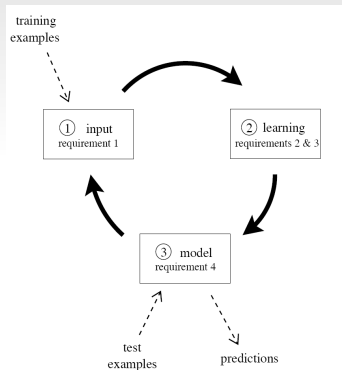 training
examples
① input
requirement 1
② learning
requirements 2 & 3
③ model
requirement 4
test
examples
predictions